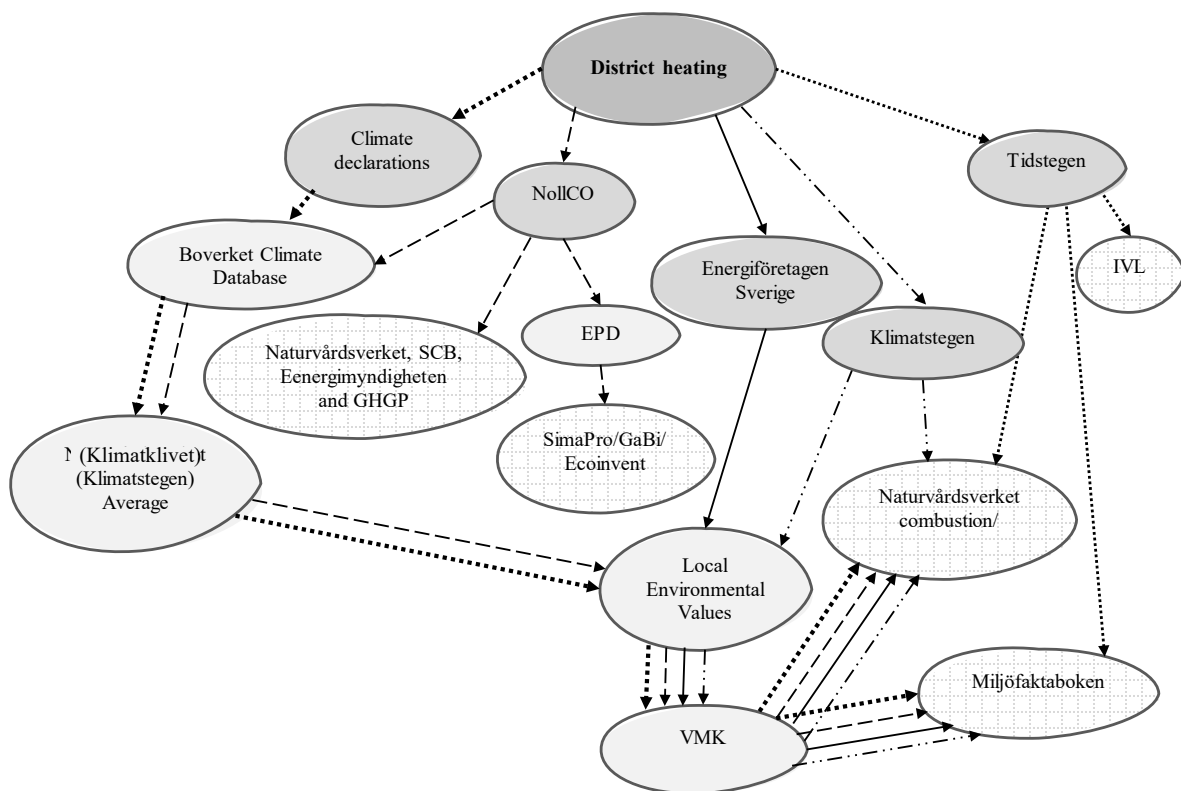 District heating
Climate
declarations
Tidstegen
NollCO
Boverket Climate
Database
Energiföretagen
Sverige
IVL
EPD
Klimatstegen
Naturvårdsverket, SCB,
Eenergimyndigheten
and GHGP
SimaPro/GaBi/
Ecoinvent
(Klimatklivet)
(Klimatstegen)
Average
Naturvårdsverket
combustion/
Local
Environmental
Values
Miljöfaktaboken
VMK